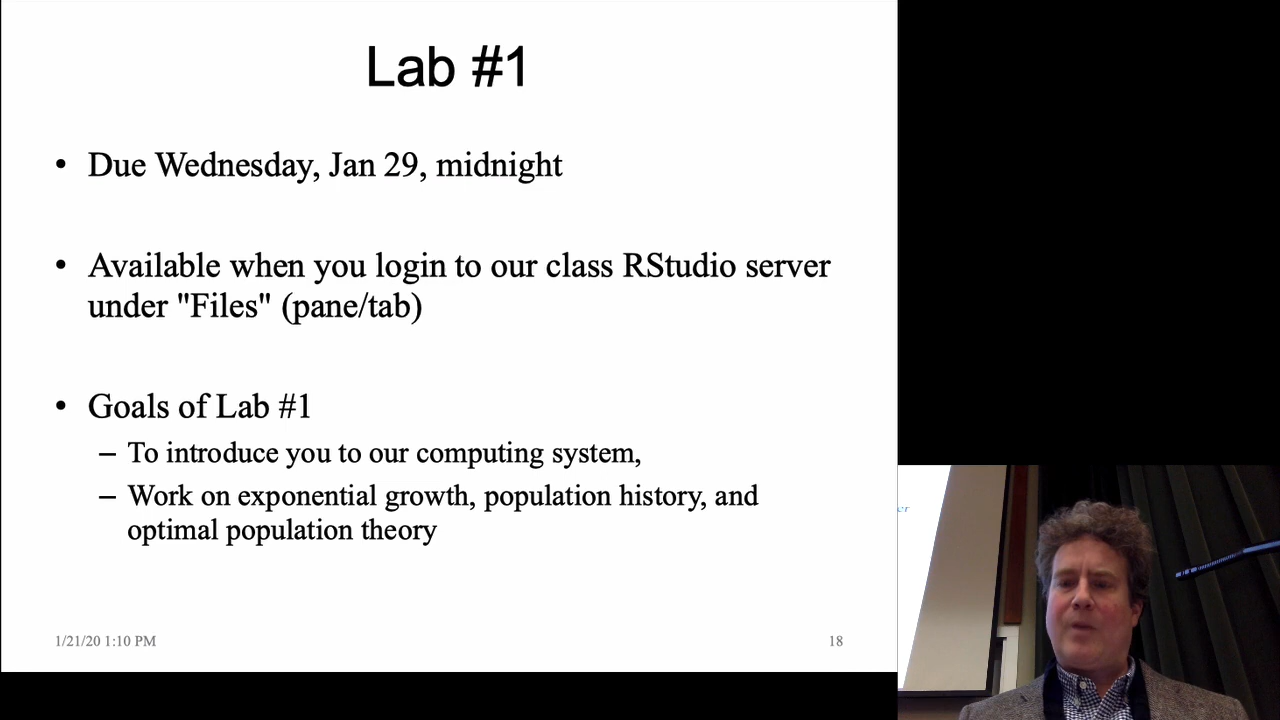 Lab #1
• Due Wednesday, Jan 29, midnight
• Available when you login to our class RStudio server
under "Files" (pane/tab)
• Goals of Lab #1
– To introduce you to our computing system,
– Work on exponential growth, population history, and
optimal population theory
1/21/20 1:10 PM
18